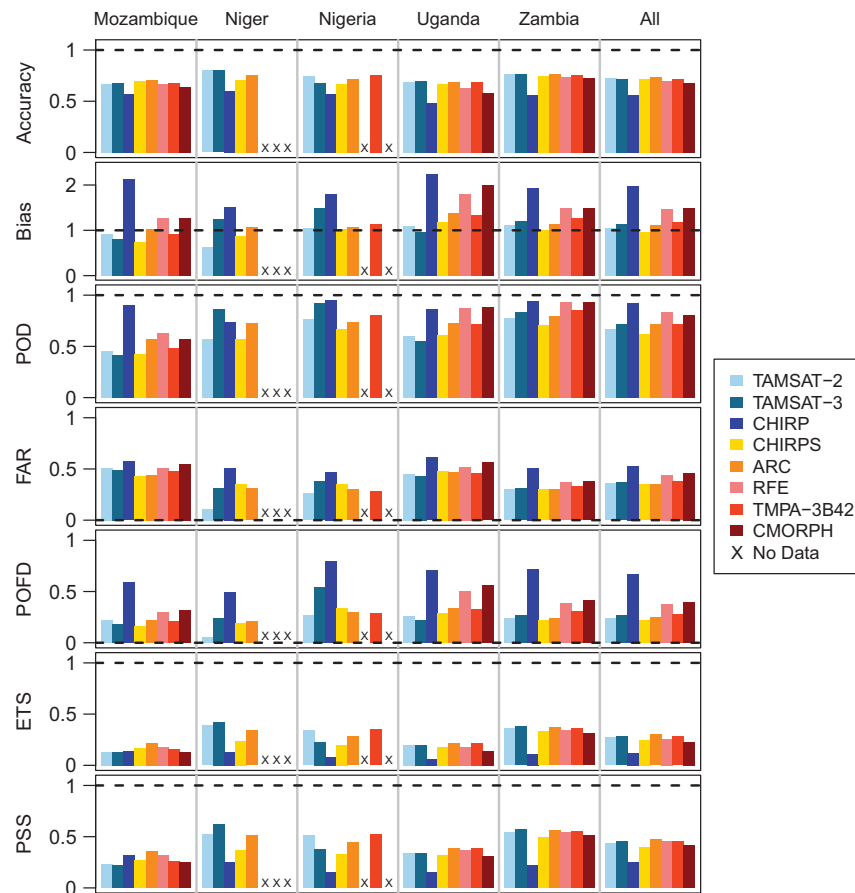 Mozambique Niger Nigeria Uganda Zambia All
Accuracy
1
0.5
0
x x x
x x
Bias
2
1
0
x x x
x x
POD
1
0.5
0
x x x
x x
FAR
1
0.5
0
x x x
x x
POFD
1
0.5
0
x x x
x x
ETS
1
0.5
0
x x x
x x
PSS
1
0.5
0
x x x
x x
TAMSAT−2
TAMSAT−3
CHIRP
CHIRPS
ARC
RFE
TMPA−3B42
CMORPH
x No Data